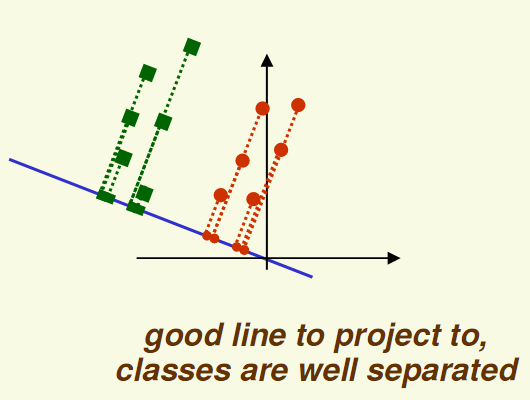 good line to project to,
classes are well separated